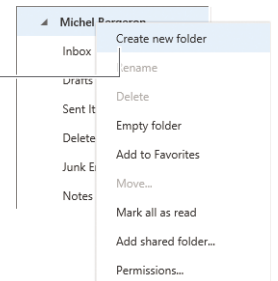 Michel Bergeron
Create new folder
Inbox
Rename
Drafts
Delete
Sent It
Empty folder
Delete
Add to Favorites
Junk E
Move...
Notes
Mark all as read
Add shared folder...
Permissions...